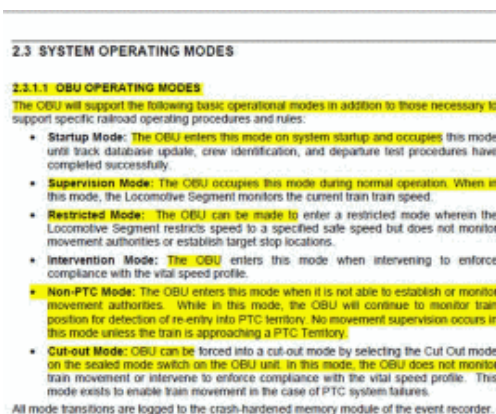 2.3 SYSTEM OPERATING MODES
2.3.1.1 OBU OPERATING MODES
The OBU will support the following basic operational modes in addition to those necessary to
support specific railroad operating procedures and rules:
• Startup Mode: The OBU enters this mode on system startup and occupies this mode
until track database update, crew identification, and departure test procedures have
completed successfully.
• Supervision Mode: The OBU occupies this mode during normal operation. When in
this mode, the Locomotive Segment monitors the current train train speed.
• Restricted Mode: The OBU can be made to enter a restricted mode wherein the
Locomotive Segment restricts speed to a specified safe speed but does not monitor
movement authorities or establish target stop locations.
• Intervention Mode: The OBU enters this mode when intervening to enforce
compliance with the vital speed profile.
• Non-PTC Mode: The OBU enters this mode when it is not able to establish or monitor
movement authorities. While in this mode, the OBU will continue to monitor train
position for detection of re-entry into PTC territory. No movement supervision occurs in
this mode unless the train is approaching a PTC Territory.
• Cut-out Mode: OBU can be forced into a cut-out mode by selecting the Cut Out mode
on the sealed mode switch on the OBU unit. In this mode, the OBU does not monitor
train movement or intervene to enforce compliance with the vital speed profile. This
mode exists to enable train movement in the case of PTC system failures.
All mode transitions are logged to the crash-hardened memory module of the event recorder